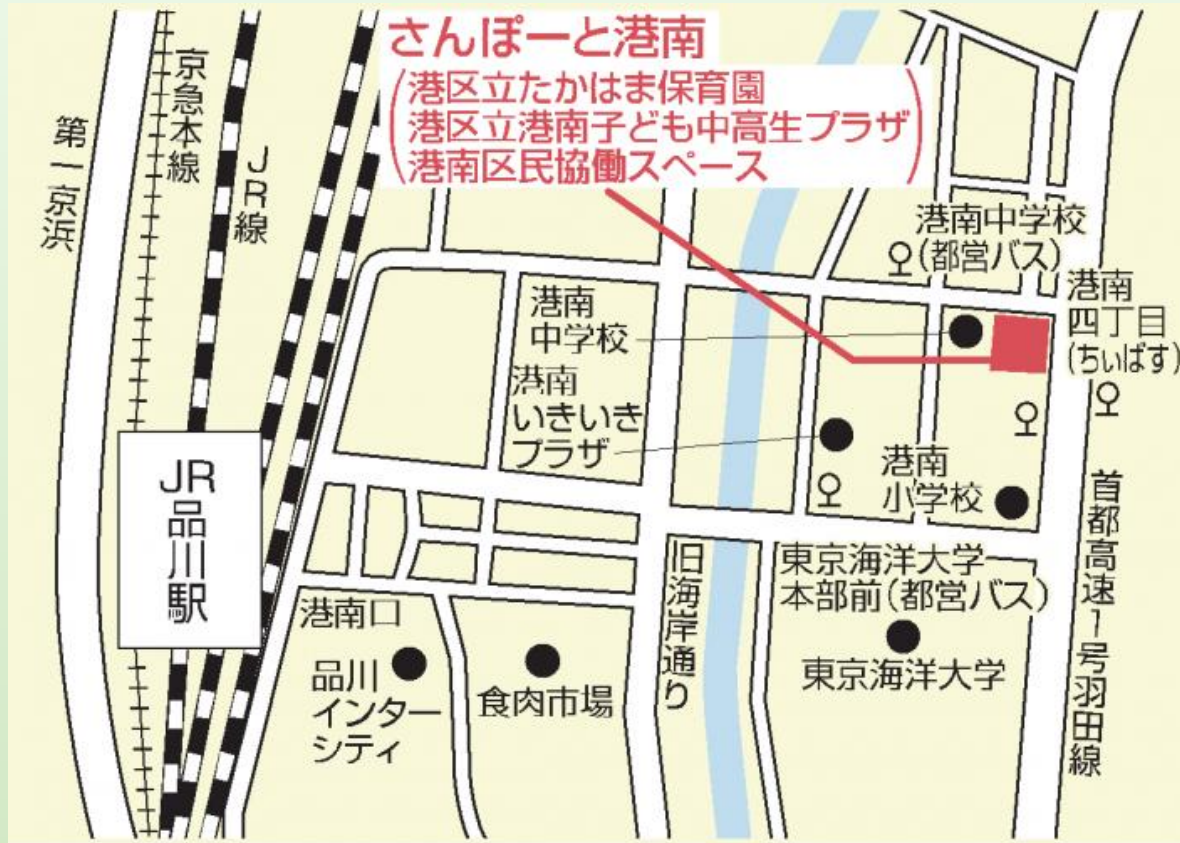 さんぽーと港南
港区立たかはま保育園
港区立港南子ども中高生プラザ
港南区民協働スペース
第一京浜
京急本線
JR線
港南中学校
(都営バス)
港南
四丁目
(ちぃばす)
港南
中学校
港南
いきいき
プラザ
港南
小学校
JR品川駅
首都高速1号羽田線
旧海岸通り
東京海洋大学
本部前(都営バス)
港南口
品川
インター
シティ
食肉市場
東京海洋大学